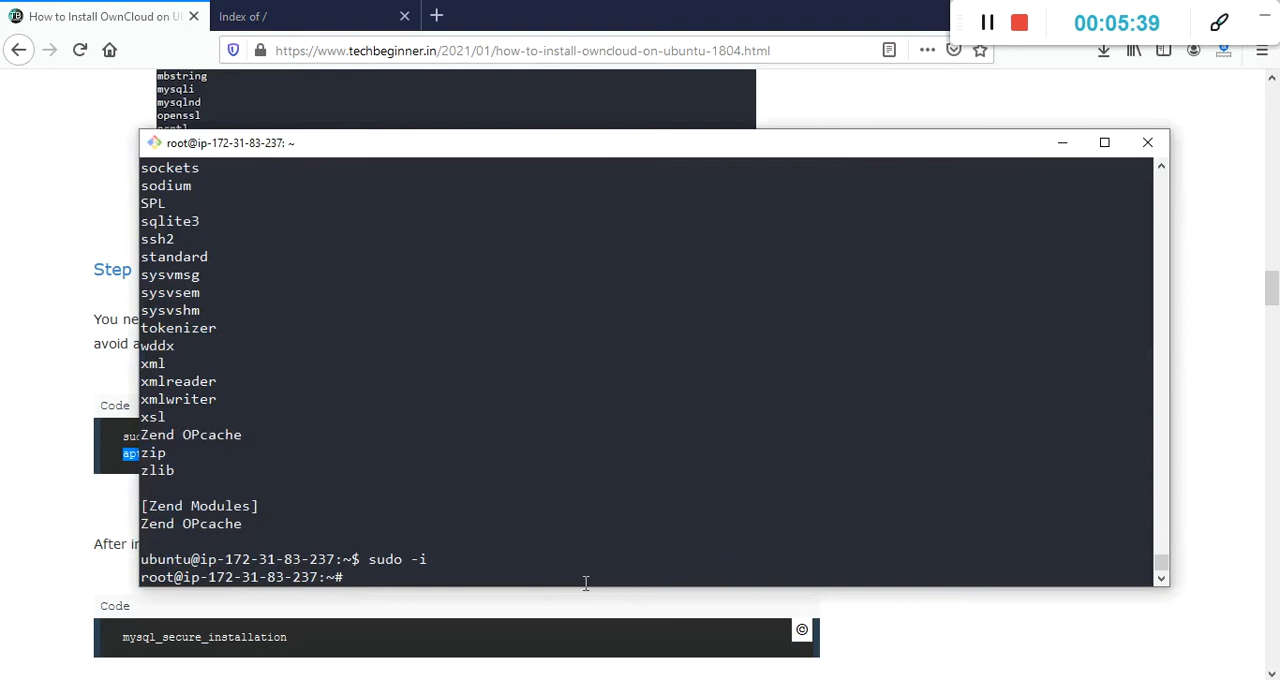 How to Install OwnCloud on U
Index of /
00:05:39
https://www.techbeginner.in/2021/01/how-to-install-owncloud-on-ubuntu-1804.html
mbstring
mysqli
mysqlnd
openssl
root@ip-172-31-83-237: ~
sockets
sodium
SPL
sqlite3
ssh2
standard
sysvmsg
sysvsem
sysvshm
tokenizer
wddx
xml
xmlreader
xmlwriter
xsl
Zend OPcache
zip
zlib
[Zend Modules]
Zend OPcache
ubuntu@ip-172-31-83-237:~$ sudo -i
root@ip-172-31-83-237:~#
Step
You ne
avoid a
Code
After in
Code
mysql_secure_installation